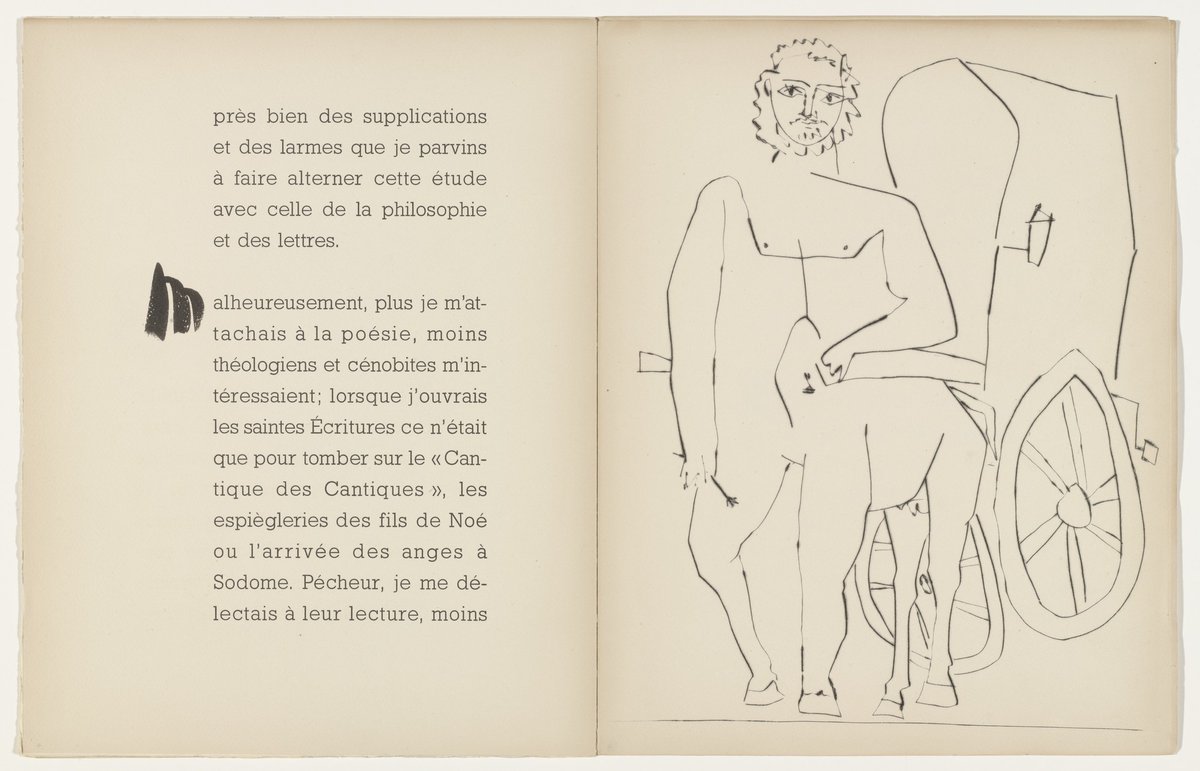 près bien des supplications
et des larmes que je parvins
à faire alterner cette étude
avec celle de la philosophie
et des lettres.
Malheureusement, plus je m'at-
tachais à la poésie, moins
théologiens et cénobites m'in-
téressaient; lorsque j'ouvrais
les saintes Écritures ce n'était
que pour tomber sur le « Can-
tique des Cantiques », les
espiègleries des fils de Noé
ou l'arrivée des anges à
Sodome. Pécheur, je me dé-
lectais à leur lecture, moins